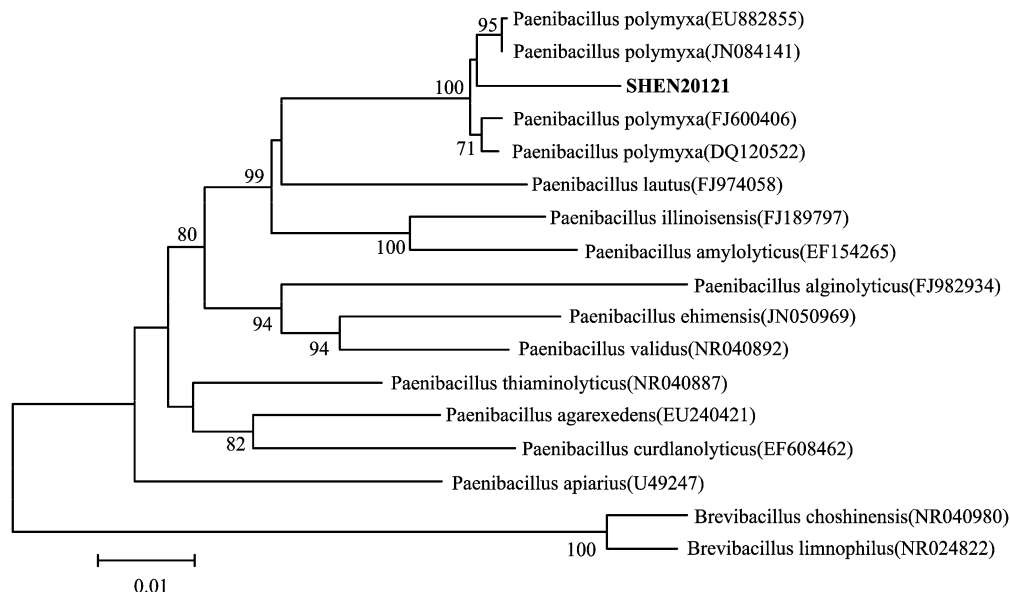 95
Paenibacillus polymyxa(EU882855)
Paenibacillus polymyxa(JN084141)
100
SHEN20121
Paenibacillus polymyxa(FJ600406)
71
Paenibacillus polymyxa(DQ120522)
99
Paenibacillus lautus(FJ974058)
Paenibacillus illinoisensis(FJ189797)
80
100
Paenibacillus amylolyticus(EF154265)
Paenibacillus alginolyticus(FJ982934)
94
Paenibacillus ehimensis(JN050969)
94
Paenibacillus validus(NR040892)
Paenibacillus thiaminolyticus(NR040887)
Paenibacillus agarexedens(EU240421)
82
Paenibacillus curdlanolyticus(EF608462)
Paenibacillus apiarius(U49247)
Brevibacillus choshinensis(NR040980)
100
Brevibacillus limnophilus(NR024822)
0.01